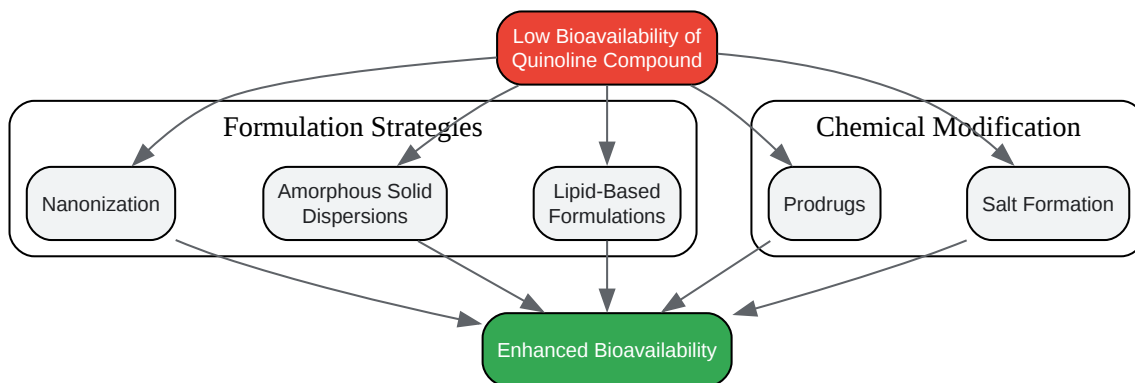 Low Bioavailability of
Quinoline Compound
Formulation Strategies
Chemical Modification
Nanonization
Amorphous Solid
Dispersions
Lipid-Based
Formulations
Prodrugs
Salt Formation
Enhanced Bioavailability